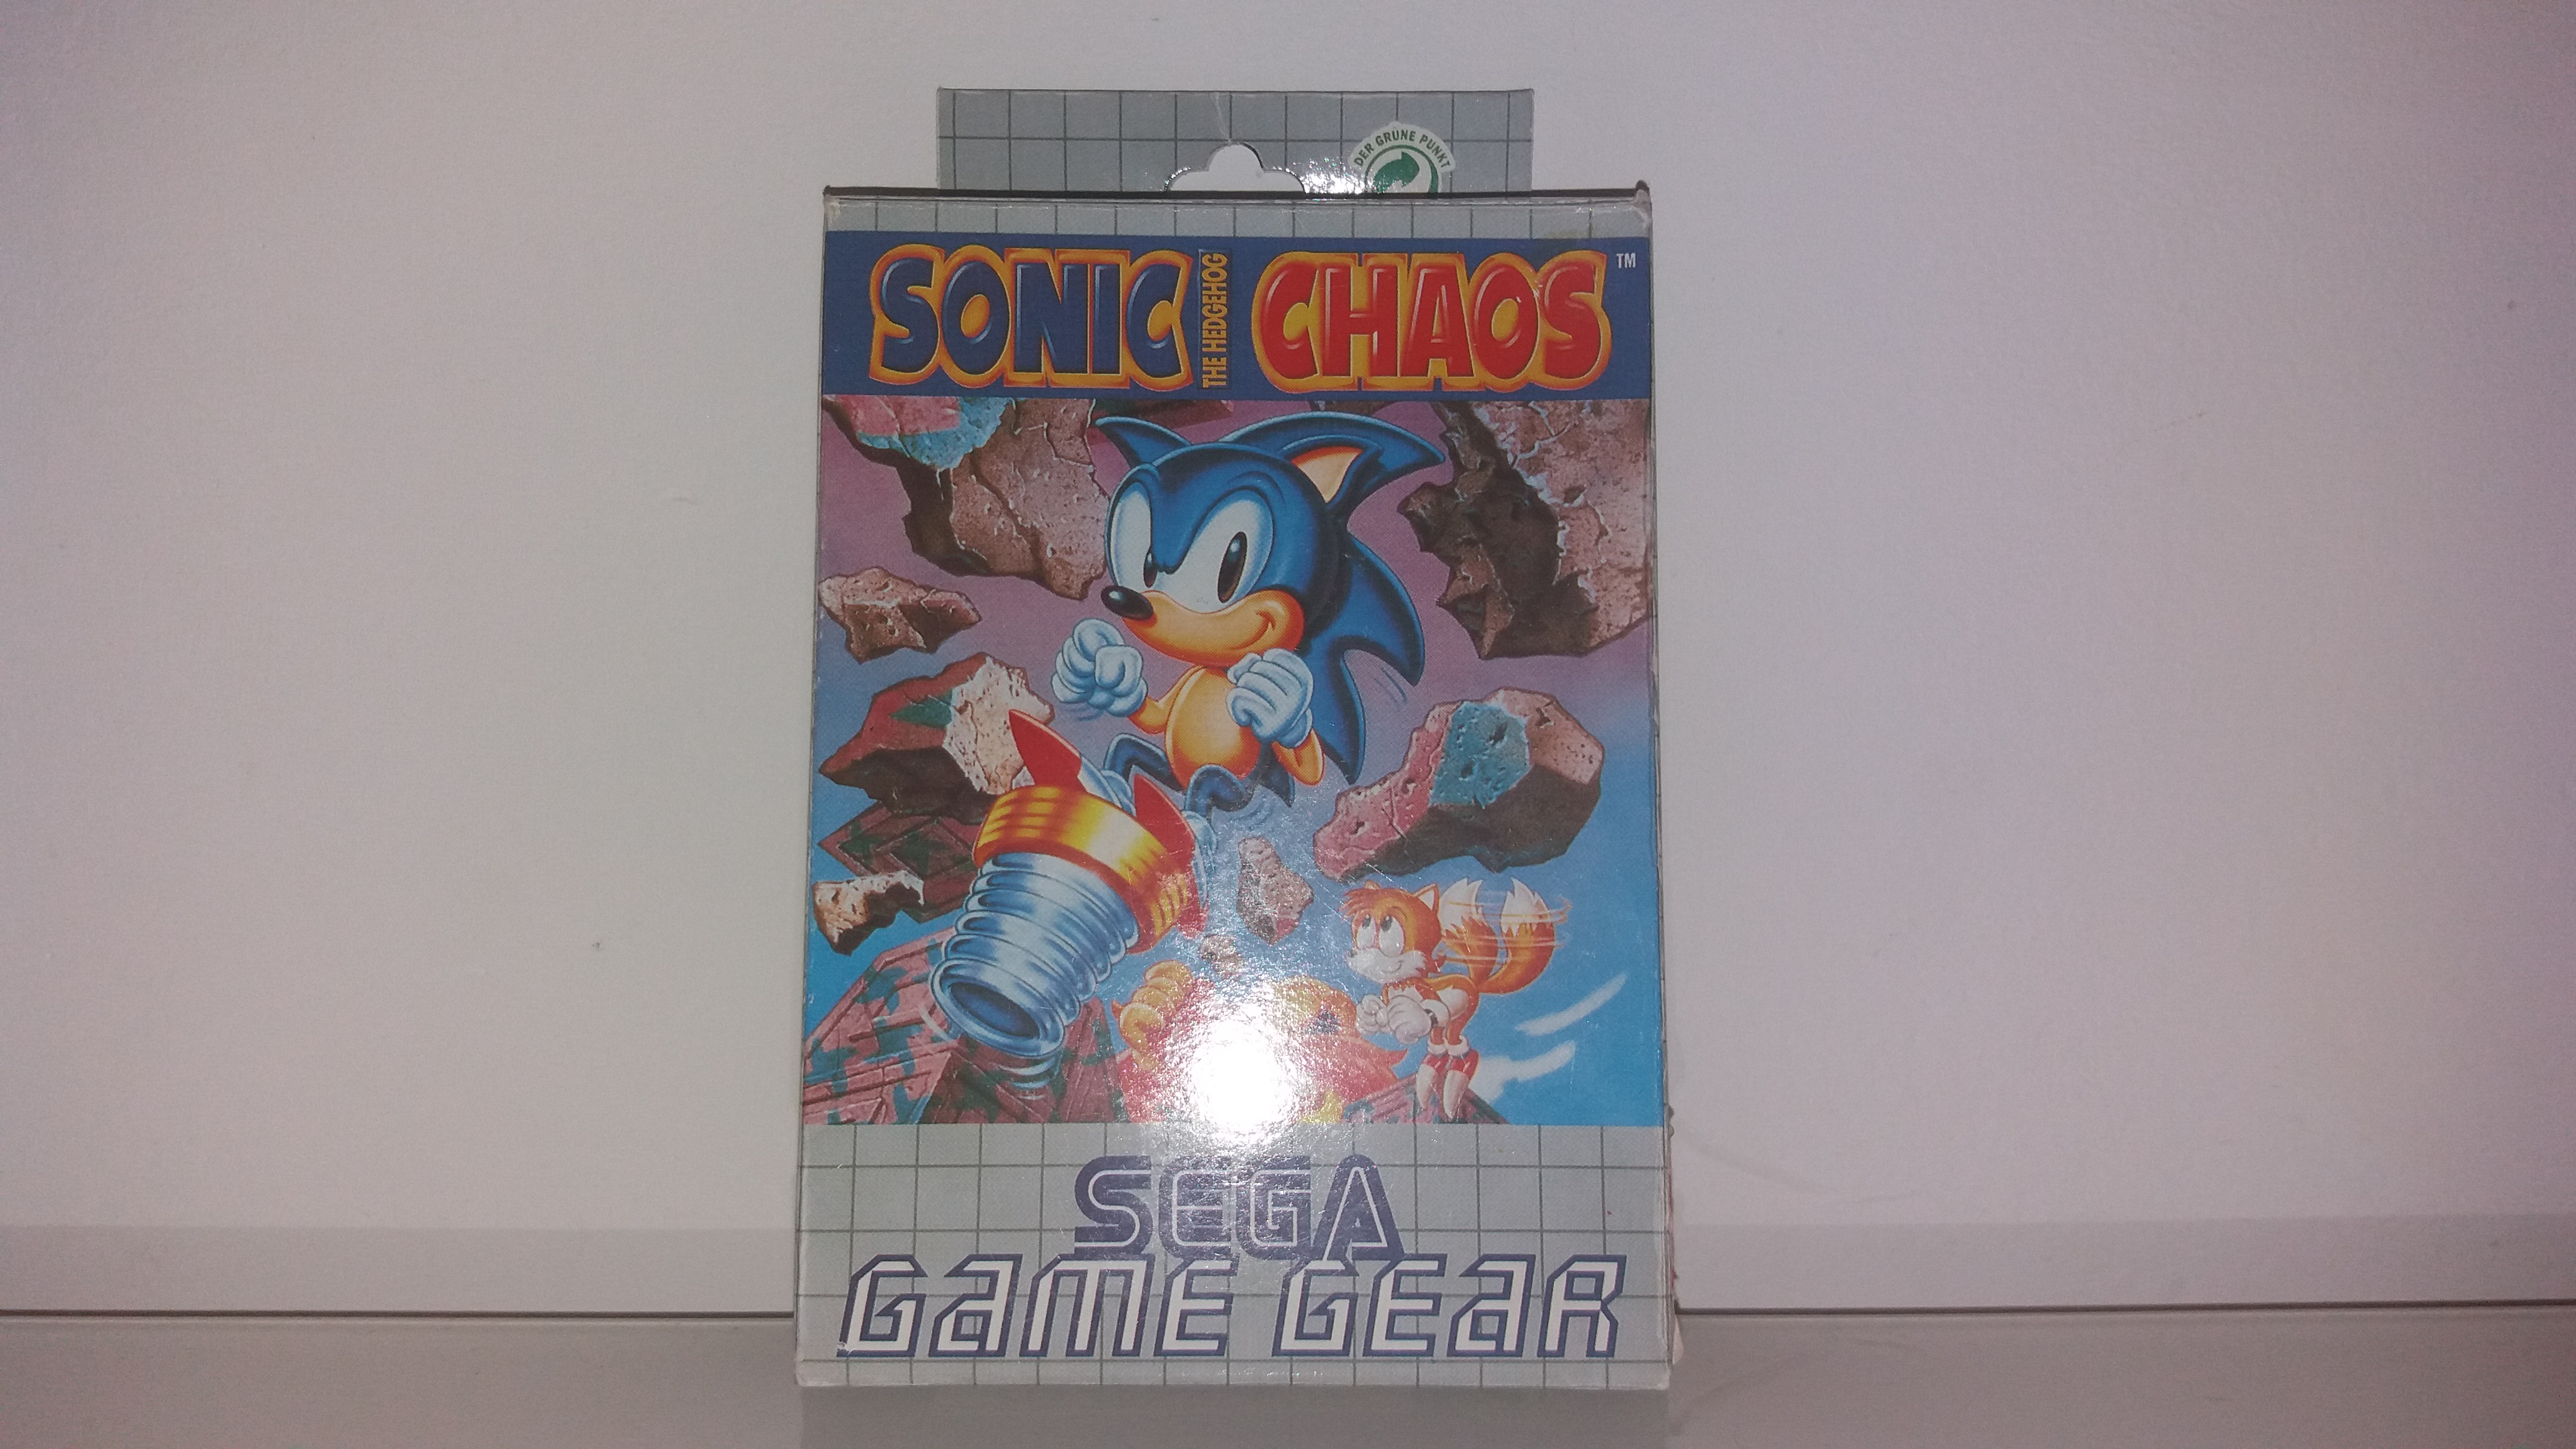 DER GRÜNE PUNKT
SONIC THE HEDGEHOG CHAOS ™
SEGA
GAME GEAR